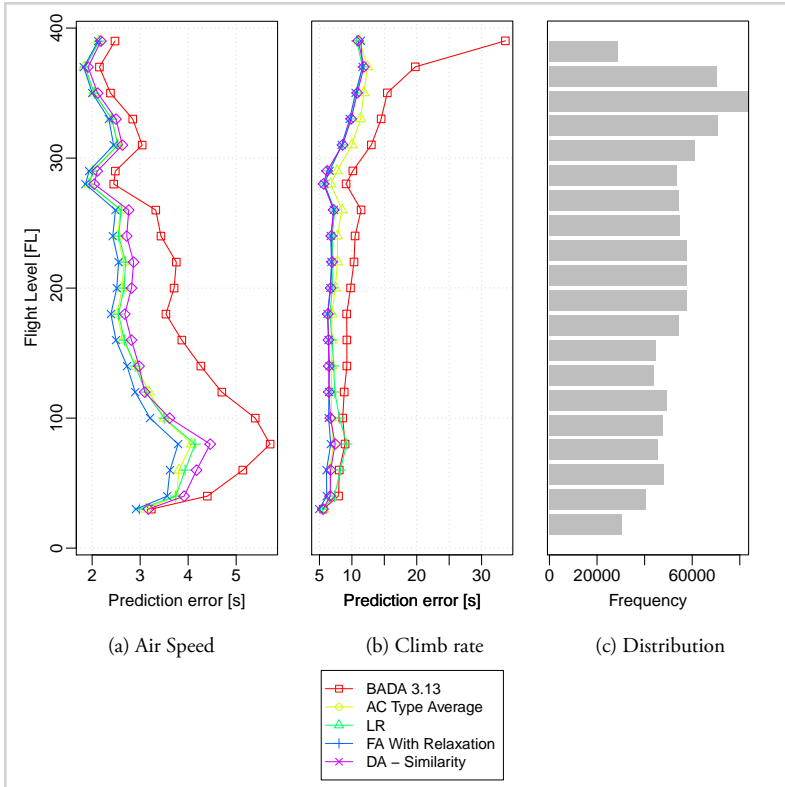 0 100 200 300 400
Flight Level [FL]
2 3 4 5
Prediction error [s]
5 10 20 30
Prediction error [s]
0 20000 60000
Frequency
(a) Air Speed
(b) Climb rate
(c) Distribution
BADA 3.13
AC Type Average
LR
FA With Relaxation
DA − Similarity